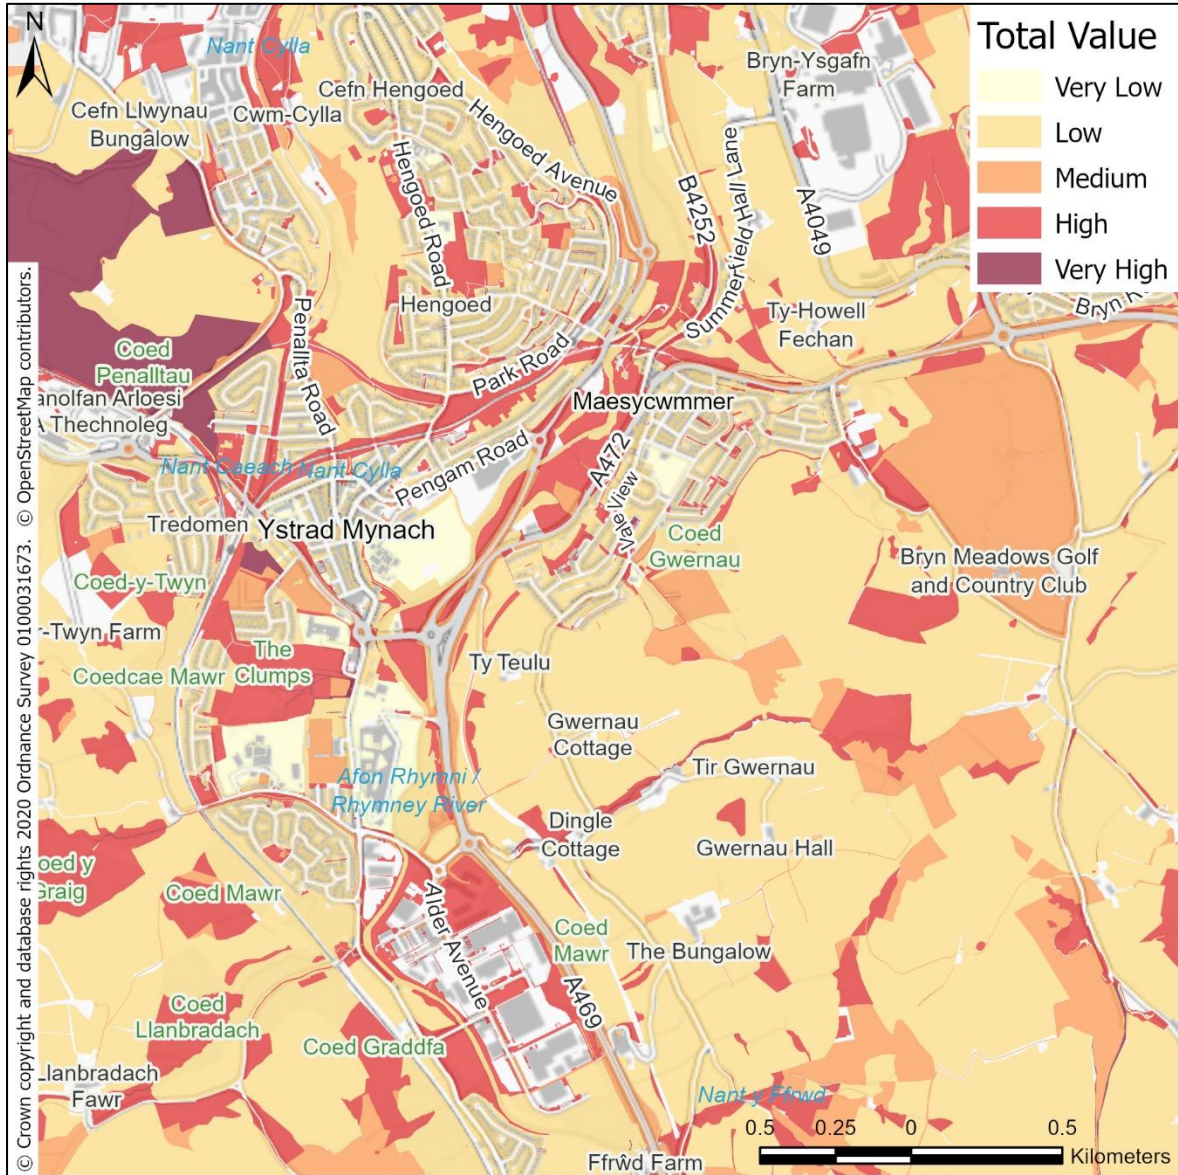 N
Total Value
Very Low
Low
Medium
High
Very High
Nant Cylla
Bryn-Ysgafn
Farm
Cefn Hengoed
Cefn Llwynau
Bungalow
Cwm-Cylla
Hengoed Avenue
Hengoed Road
B4252
Summerfield Hall Lane
A4049
Hengoed
Ty-Howell
Fechan
Penallta Road
Coed
Penalltau
Park Road
Maesycwmmer
anolfan Arloesi
A Thechnoleg
Nant Caeach
Nant Cylla
Pengam Road
A472
Vale View
Tredomen
Ystrad Mynach
Coed
Gwernau
Bryn Meadows Golf
and Country Club
Coed-y-Twyn
r-Twyn Farm
The
Clumps
Coedcae Mawr
Ty Teulu
Gwernau
Cottage
Tir Gwernau
Afon Rhymni /
Rhymney River
Dingle
Cottage
Gwernau Hall
oed y
Graig
Coed Mawr
Alder Avenue
Coed
Mawr
The Bungalow
A469
Coed
Llanbradach
Coed Graddfa
Llanbradach
Fawr
Nant y Ffrwd
Ffrŵd Farm
0.5 0.25 0 0.5
Kilometers
© Crown copyright and database rights 2020 Ordnance Survey 0100031673. © OpenStreetMap contributors.